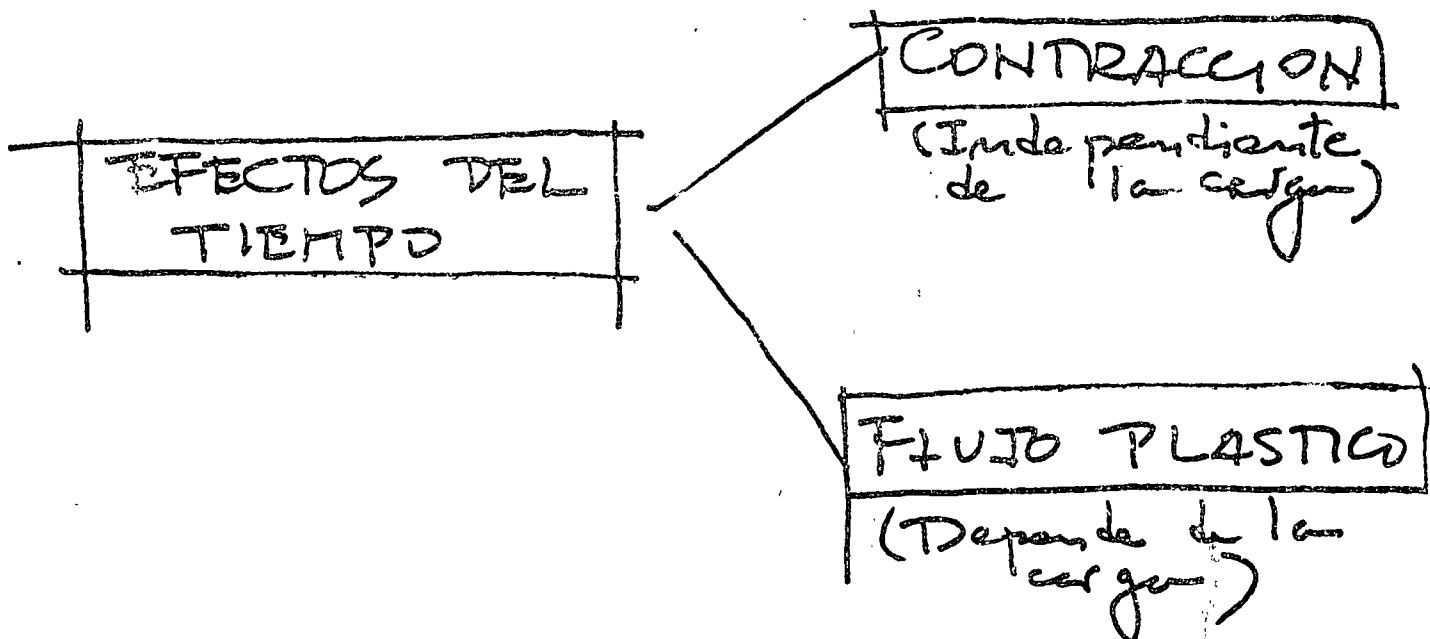 EFECTOS DEL
TIEMPO
CONTRACCION
(Independiente
de la carga)
FLUJO PLASTICO
(Depende de la
carga)